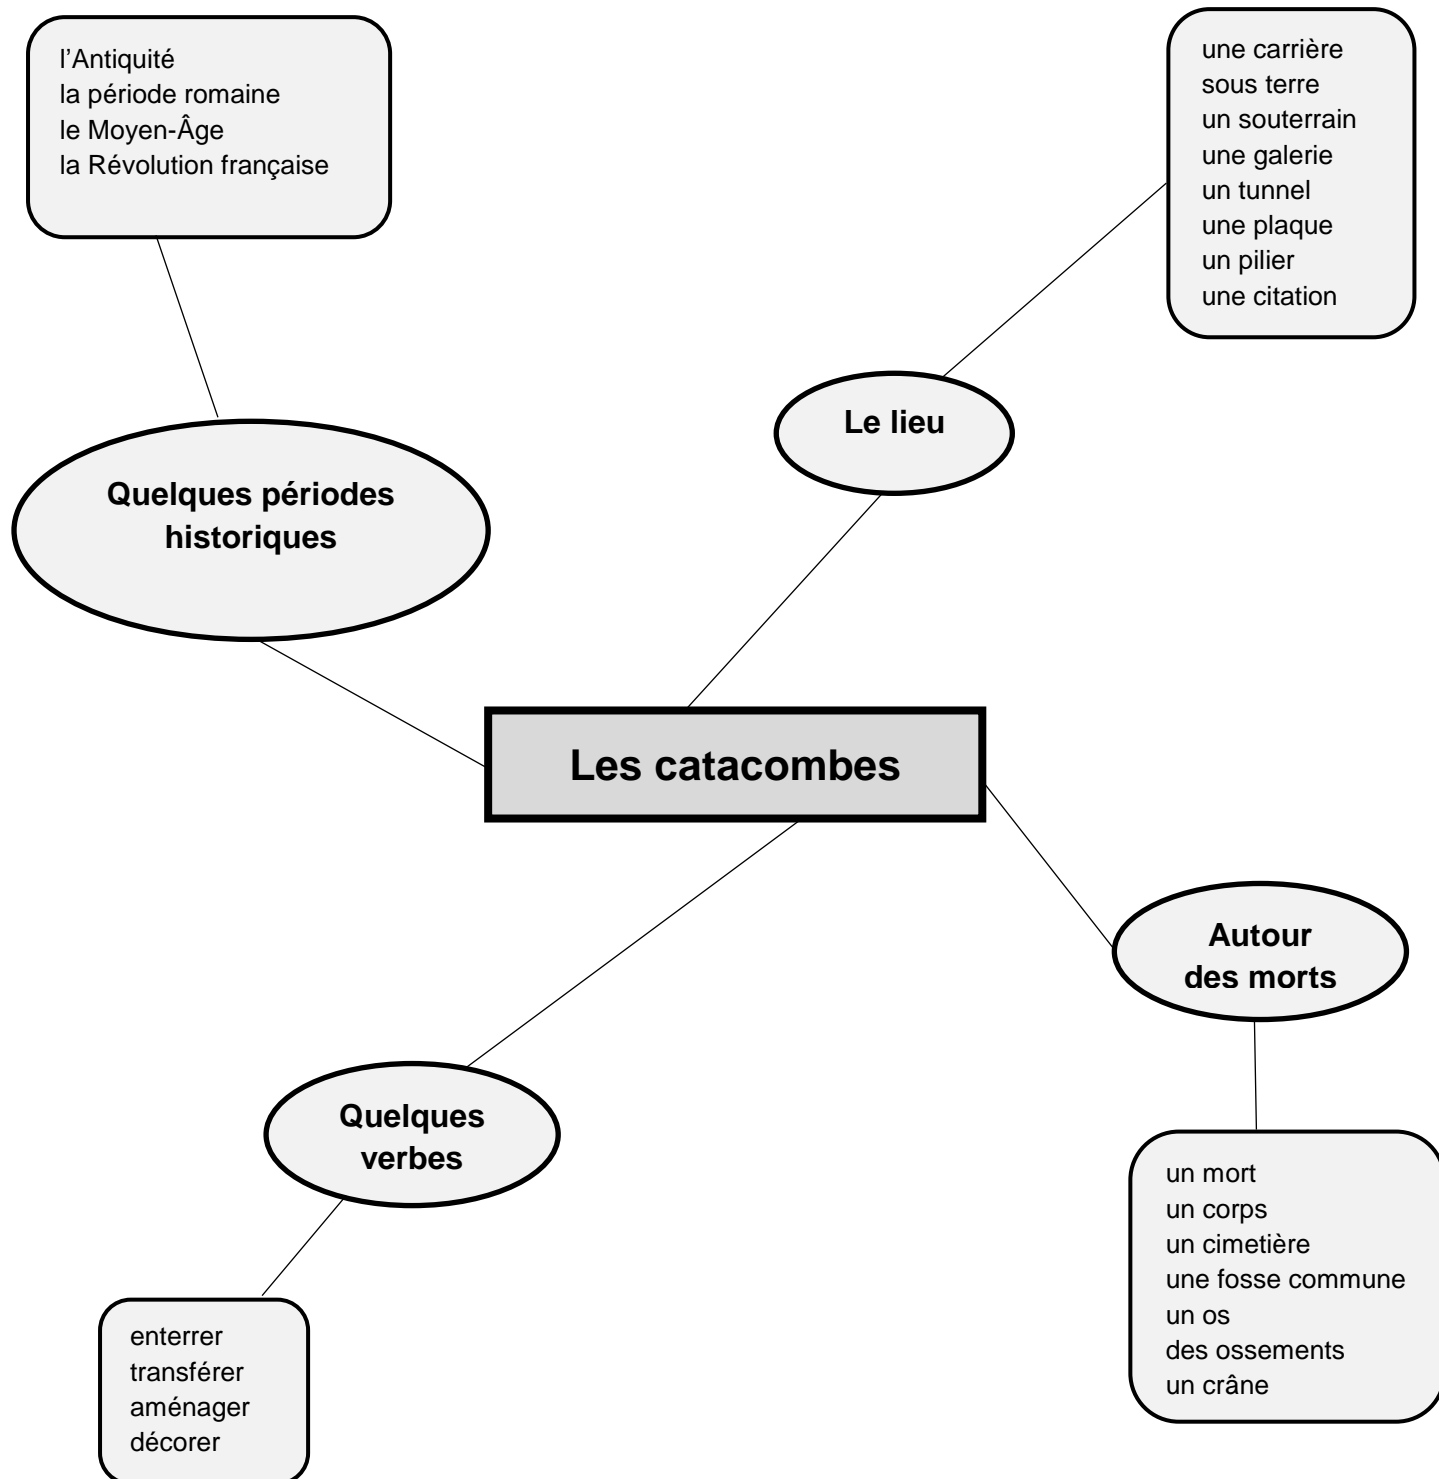 l’Antiquité
la période romaine
le Moyen-Âge
la Révolution française
une carrière
sous terre
un souterrain
une galerie
un tunnel
une plaque
un pilier
une citation
Le lieu
Quelques périodes
historiques
Les catacombes
Autour
des morts
Quelques
verbes
un mort
un corps
un cimetière
une fosse commune
un os
des ossements
un crâne
enterrer
transférer
aménager
décorer